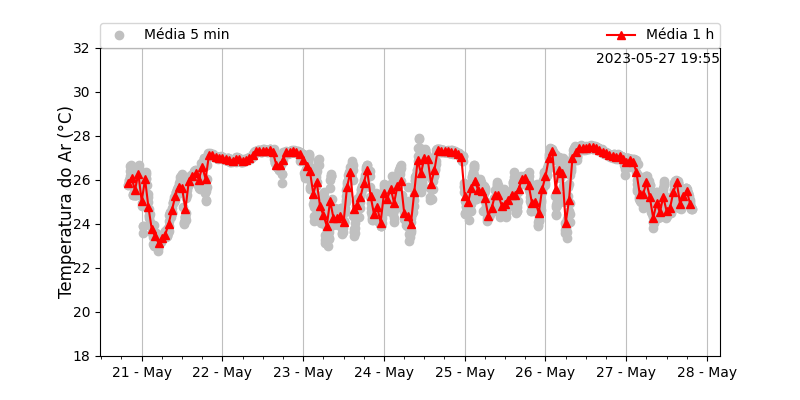 Média 5 min
Média 1 h
2023-05-27 19:55
Temperatura do Ar (°C)
32
30
28
26
24
22
20
18
21 - May
22 - May
23 - May
24 - May
25 - May
26 - May
27 - May
28 - May